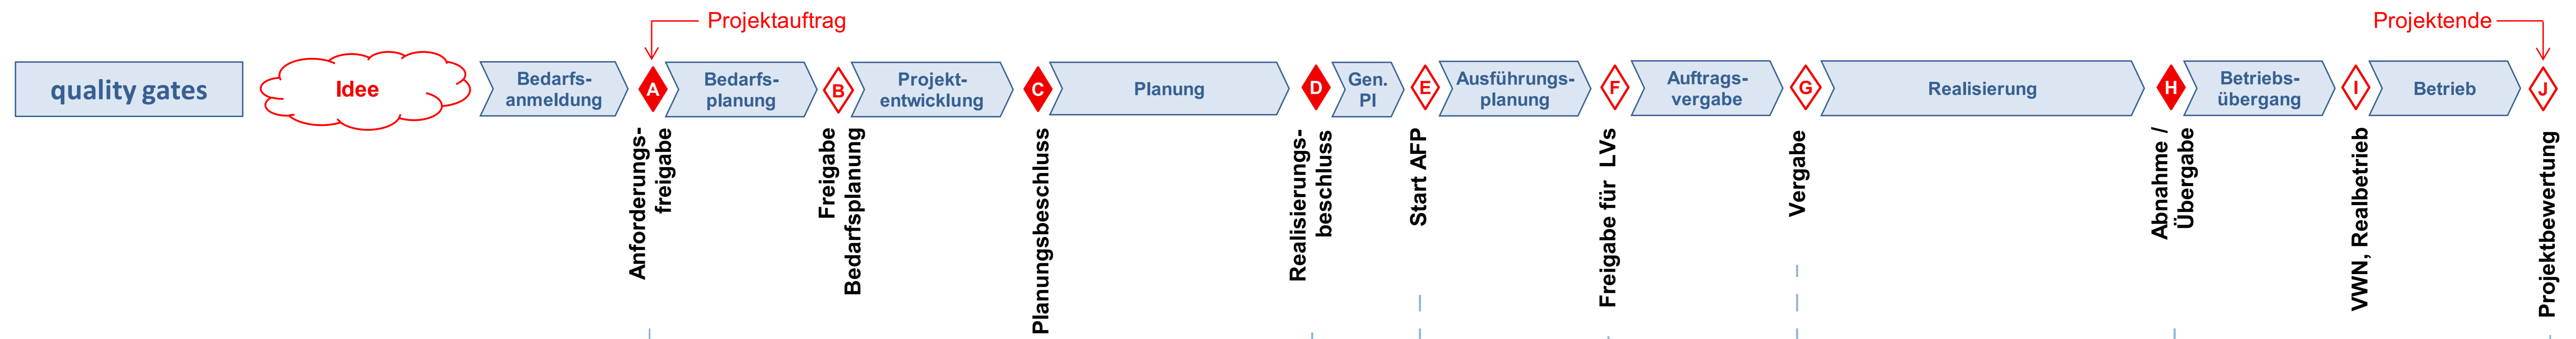 Projektauftrag
Projektende
quality gates
Idee
Bedarfs-
anmeldung
A
Bedarfs-
planung
B
Projekt-
entwicklung
C
Planung
D
Gen.
PI
E
Ausführungs-
planung
F
Auftrags-
vergabe
G
Realisierung
H
Betriebs-
übergang
I
Betrieb
J
Anforderungs-
freigabe
Freigabe
Bedarfsplanung
Planungsbeschluss
Realisierungs-
beschluss
Start AFP
Freigabe für LVs
Vergabe
Abnahme /
Übergabe
VWN, Realbetrieb
Projektbewertung